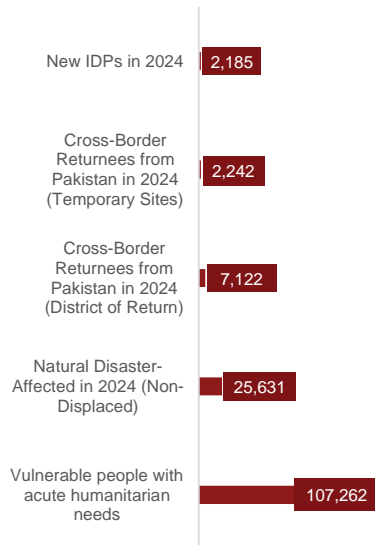 New IDPs in 2024
2,185
Cross-Border
Returnees from
Pakistan in 2024
(Temporary Sites)
2,242
Cross-Border
Returnees from
Pakistan in 2024
(District of Return)
7,122
Natural Disaster-
Affected in 2024 (Non-
Displaced)
25,631
Vulnerable people with
acute humanitarian
needs
107,262